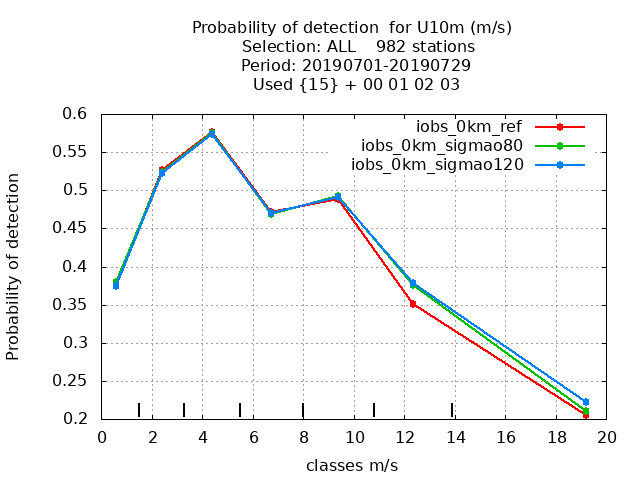 Probability of detection  for U10m (m/s)
Selection: ALL    982 stations
Period: 20190701-20190729
Used {15} + 00 01 02 03
iobs_0km_ref
iobs_0km_sigmao80
iobs_0km_sigmao120
Probability of detection
0.6
0.55
0.5
0.45
0.4
0.35
0.3
0.25
0.2
0 2 4 6 8 10 12 14 16 18 20
classes m/s